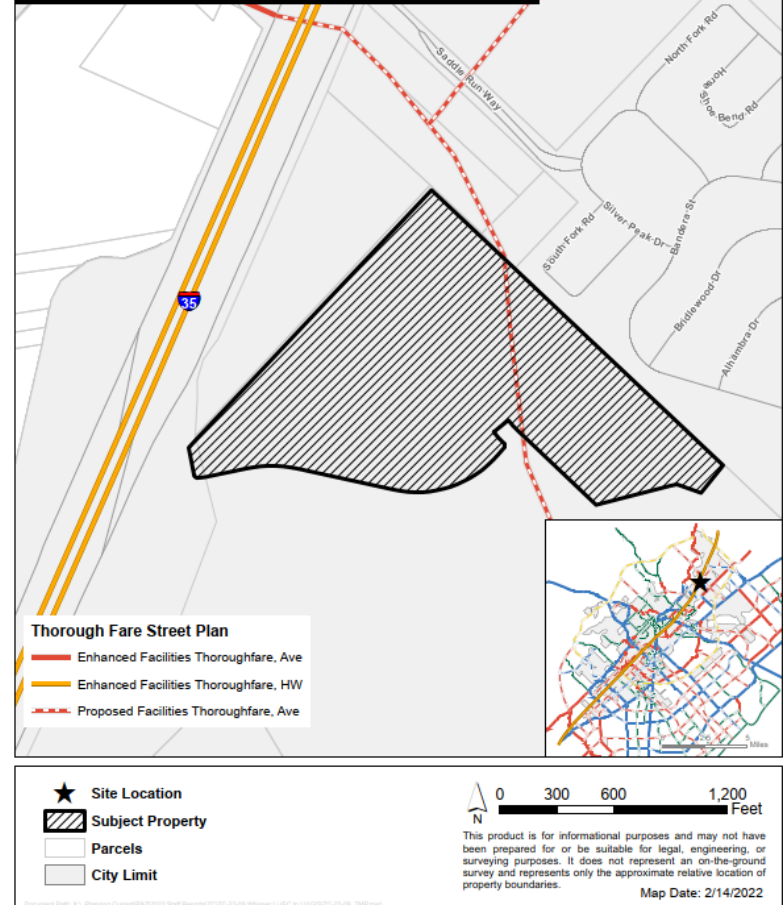 North Fork Rd
Horse
Shoe Bend Rd
Saddle Run Way
Silver Peak Dr
Bandera St
South Fork Rd
Bridlewood Dr
Alhambra Dr
35
Thorough Fare Street Plan
Enhanced Facilities Thoroughfare, Ave
Enhanced Facilities Thoroughfare, HW
Proposed Facilities Thoroughfare, Ave
5
Miles
Site Location
Subject Property
Parcels
City Limit
N
0 300 600 1,200
Feet
This product is for informational purposes and may not have
been prepared for or be suitable for legal, engineering, or
surveying purposes. It does not represent an on-the-ground
survey and represents only the approximate relative location of
property boundaries.
Map Date: 2/14/2022